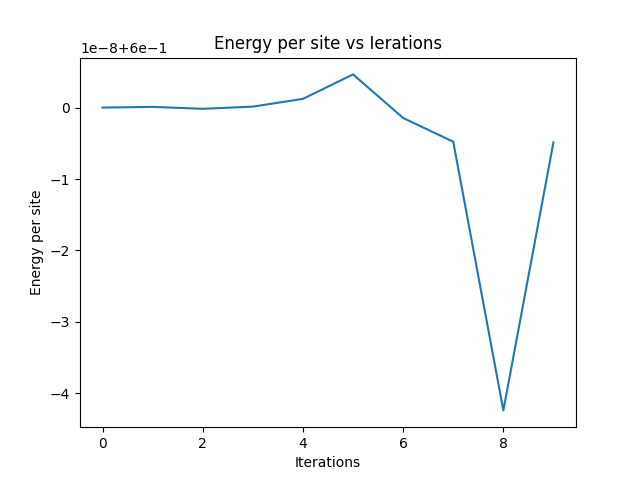 Energy per site vs Ierations
1e−8+6e−1
0
−1
−2
−3
−4
Energy per site
0 2 4 6 8
Iterations